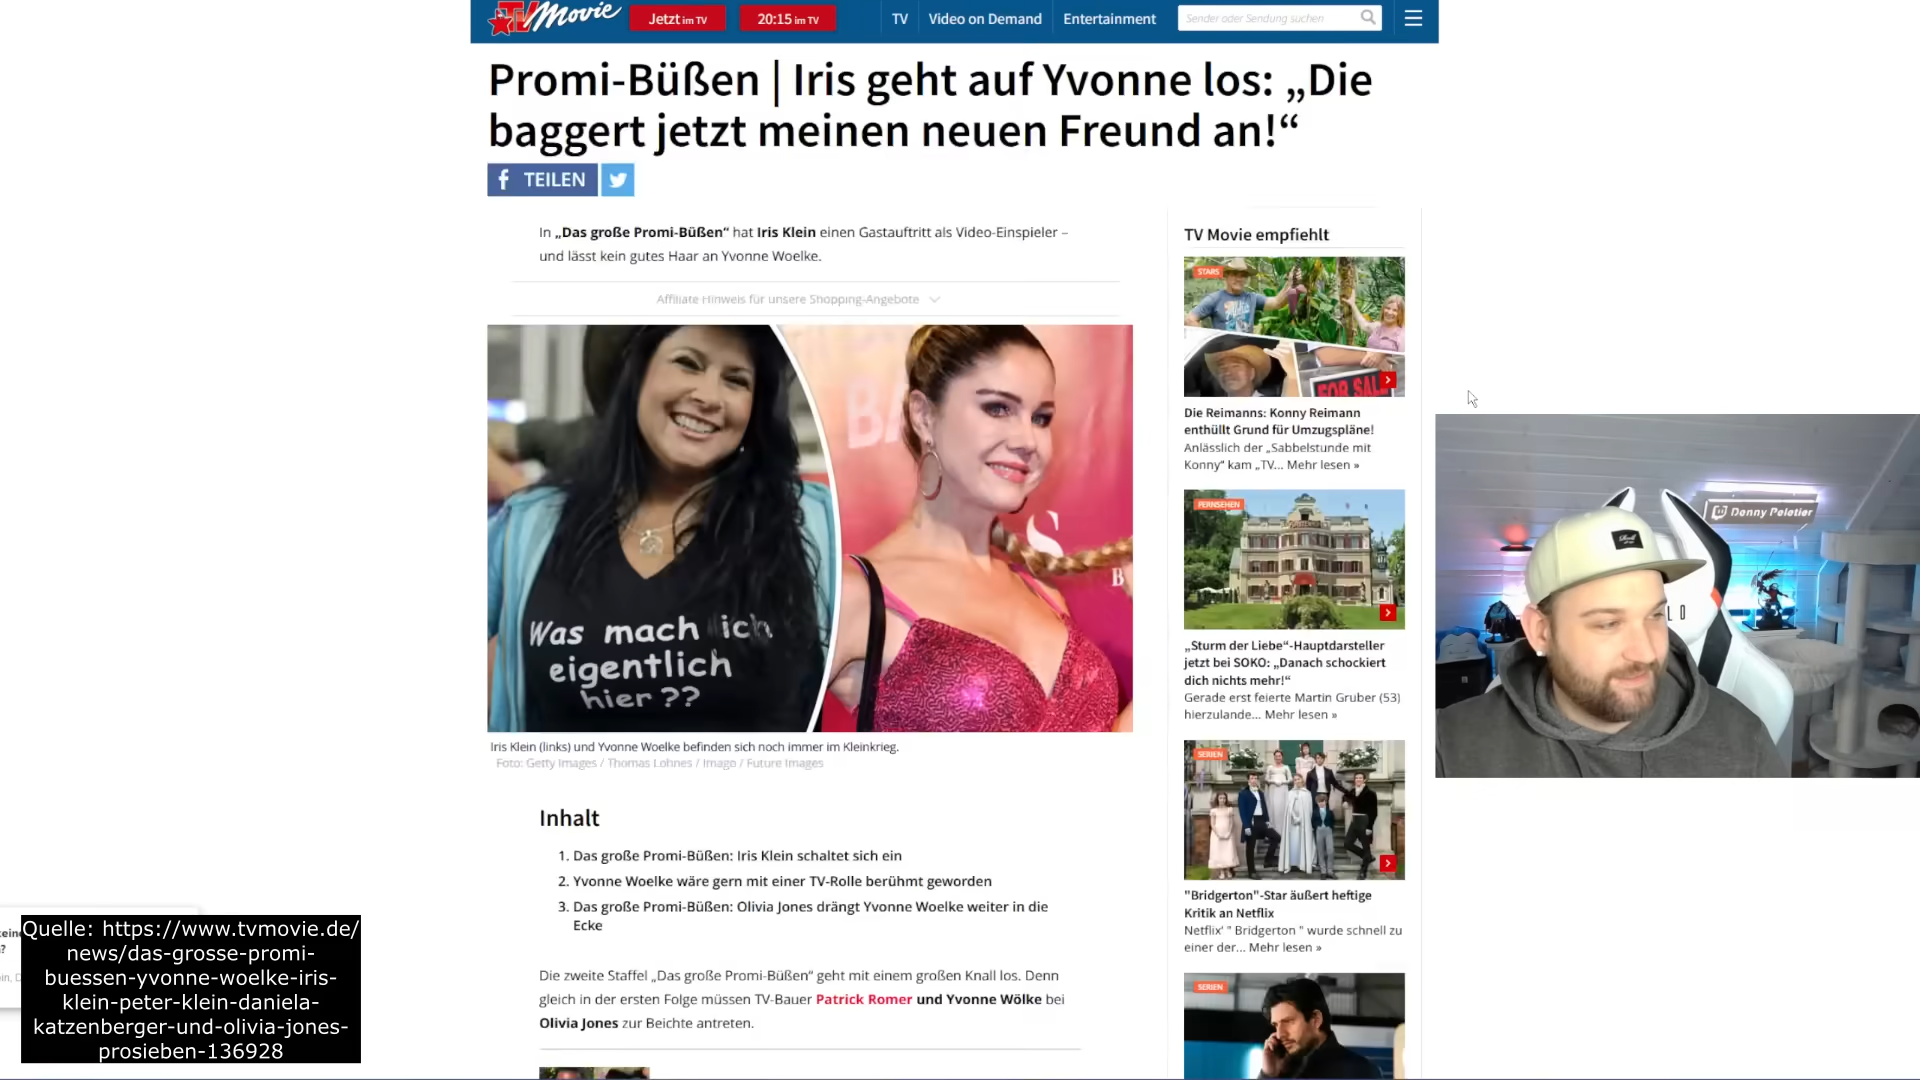 TVMovie
Jetzt im TV
20:15 im TV
TV
Video on Demand
Entertainment
Sender oder Sendung suchen
Promi-Büßen | Iris geht auf Yvonne los: „Die
baggert jetzt meinen neuen Freund an!“
TEILEN
In „Das große Promi-Büßen“ hat Iris Klein einen Gastauftritt als Video-Einspieler –
und lässt kein gutes Haar an Yvonne Woelke.
Affiliate Hinweis für unsere Shopping-Angebote
BA
S
B
Was mach ich
eigentlich
hier ??
Iris Klein (links) und Yvonne Woelke befinden sich noch immer im Kleinkrieg.
Foto: Getty Images / Thomas Lohnes / Imago / Future Images
Inhalt
1. Das große Promi-Büßen: Iris Klein schaltet sich ein
2. Yvonne Woelke wäre gern mit einer TV-Rolle berühmt geworden
3. Das große Promi-Büßen: Olivia Jones drängt Yvonne Woelke weiter in die
Ecke
Die zweite Staffel „Das große Promi-Büßen“ geht mit einem großen Knall los. Denn
gleich in der ersten Folge müssen TV-Bauer Patrick Romer und Yvonne Wölke bei
Olivia Jones zur Beichte antreten.
TV Movie empfiehlt
STARS
FOR SALE
Die Reimanns: Konny Reimann
enthüllt Grund für Umzugspläne!
Anlässlich der „Sabbelstunde mit
Konny“ kam „TV... Mehr lesen »
FERNSEHEN
„Sturm der Liebe“-Hauptdarsteller
jetzt bei SOKO: „Danach schockiert
dich nichts mehr!“
Gerade erst feierte Martin Gruber (53)
hierzulande... Mehr lesen »
SERIEN
"Bridgerton"-Star äußert heftige
Kritik an Netflix
Netflix' " Bridgerton " wurde schnell zu
einer der... Mehr lesen »
SERIEN
Danny Pelotier
Quelle: https://www.tvmovie.de/
news/das-grosse-promi-
buessen-yvonne-woelke-iris-
klein-peter-klein-daniela-
katzenberger-und-olivia-jones-
prosieben-136928